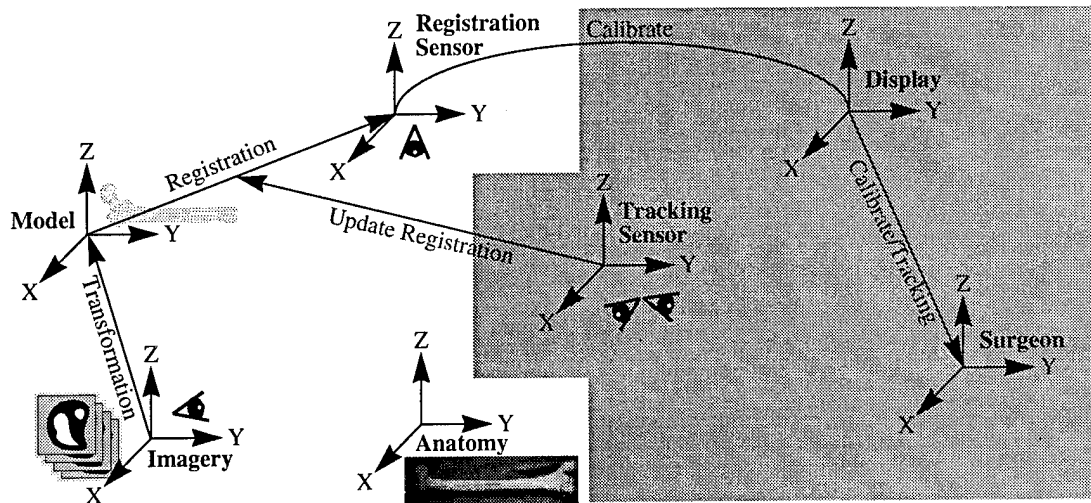 Registration
Sensor
Z
Y
X
Calibrate
Z
Display
Y
X
Registration
Z
Model
Y
X
Update Registration
Z
Tracking
Sensor
Y
X
Calibrate/Tracking
Z
Surgeon
Y
X
Transformation
Z
Y
Imagery
X
Z
Y
Anatomy
X